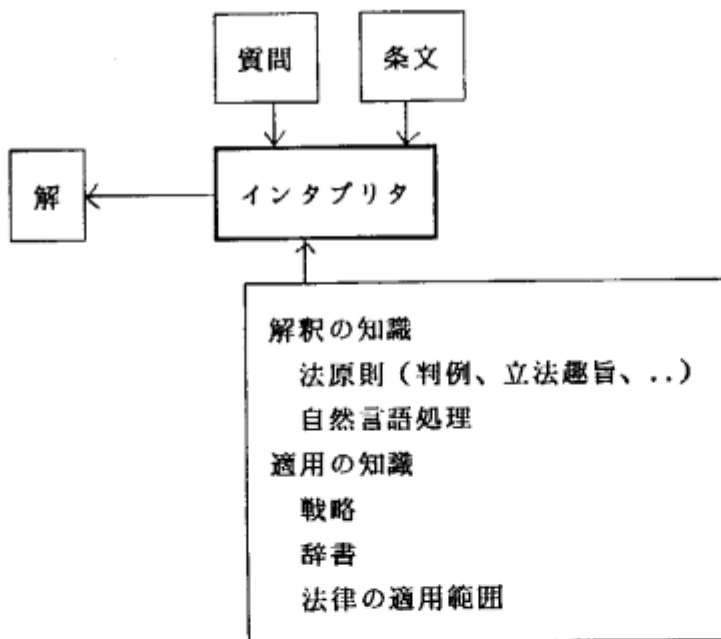 質問
条文
解
インタプリタ
解釈の知識
法原則（判例、立法趣旨、..）
自然言語処理
適用の知識
戦略
辞書
法律の適用範囲